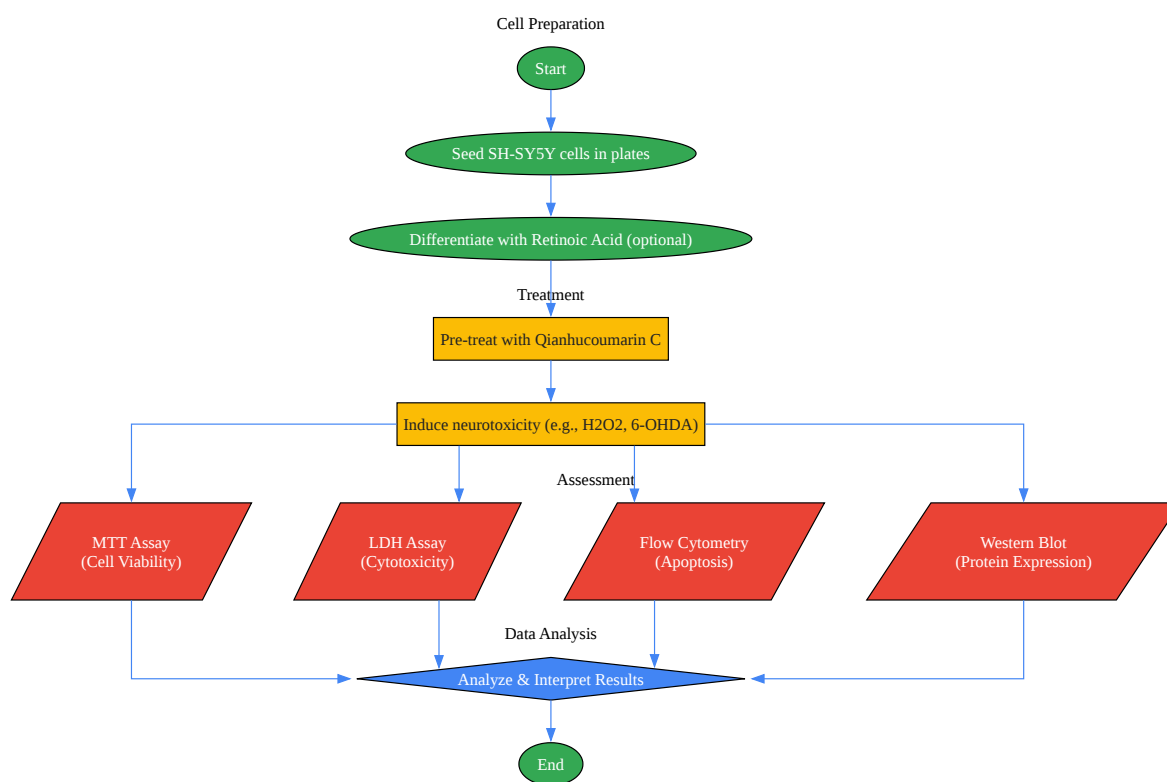 Cell Preparation
Start
Seed SH-SY5Y cells in plates
Differentiate with Retinoic Acid (optional)
Treatment
Pre-treat with Qianhucoumarin C
Induce neurotoxicity (e.g., H2O2, 6-OHDA)
Assessment
MTT Assay
(Cell Viability)
LDH Assay
(Cytotoxicity)
Flow Cytometry
(Apoptosis)
Western Blot
(Protein Expression)
Data Analysis
Analyze & Interpret Results
End